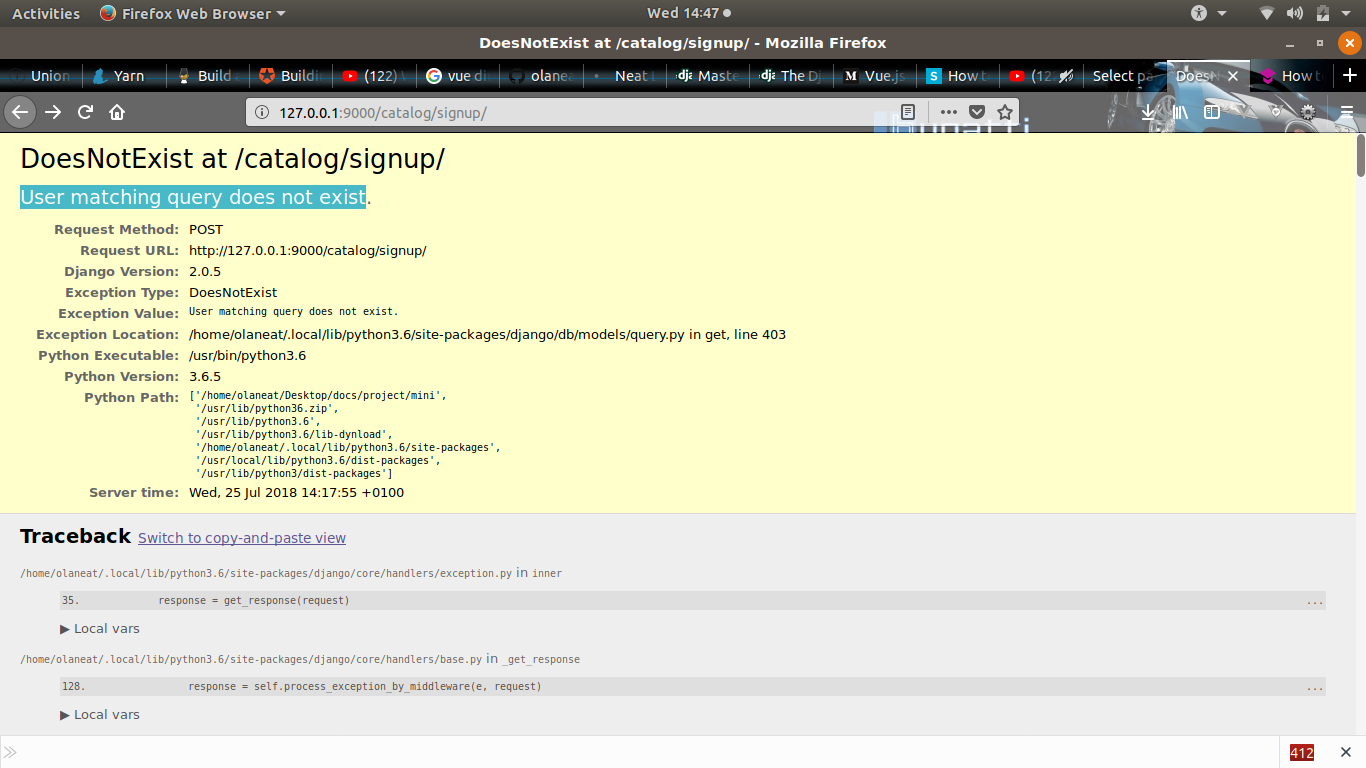 Activities Firefox Web Browser Wed 14:47
DoesNotExist at /catalog/signup/ - Mozilla Firefox
Union Yarn Build Buildin (122) vue di olanea Neat Maste The Dj Vue.js How t (12 Select pa DoesN How t
127.0.0.1:9000/catalog/signup/
DoesNotExist at /catalog/signup/
User matching query does not exist.
Request Method: POST
Request URL: http://127.0.0.1:9000/catalog/signup/
Django Version: 2.0.5
Exception Type: DoesNotExist
Exception Value: User matching query does not exist.
Exception Location: /home/olaneat/.local/lib/python3.6/site-packages/django/db/models/query.py in get, line 403
Python Executable: /usr/bin/python3.6
Python Version: 3.6.5
Python Path: ['/home/olaneat/Desktop/docs/project/mini',
'/usr/lib/python36.zip',
'/usr/lib/python3.6',
'/usr/lib/python3.6/lib-dynload',
'/home/olaneat/.local/lib/python3.6/site-packages',
'/usr/local/lib/python3.6/dist-packages',
'/usr/lib/python3/dist-packages']
Server time: Wed, 25 Jul 2018 14:17:55 +0100
Traceback Switch to copy-and-paste view
/home/olaneat/.local/lib/python3.6/site-packages/django/core/handlers/exception.py in inner
35. response = get_response(request) ...
▶ Local vars
/home/olaneat/.local/lib/python3.6/site-packages/django/core/handlers/base.py in _get_response
128. response = self.process_exception_by_middleware(e, request) ...
▶ Local vars
412